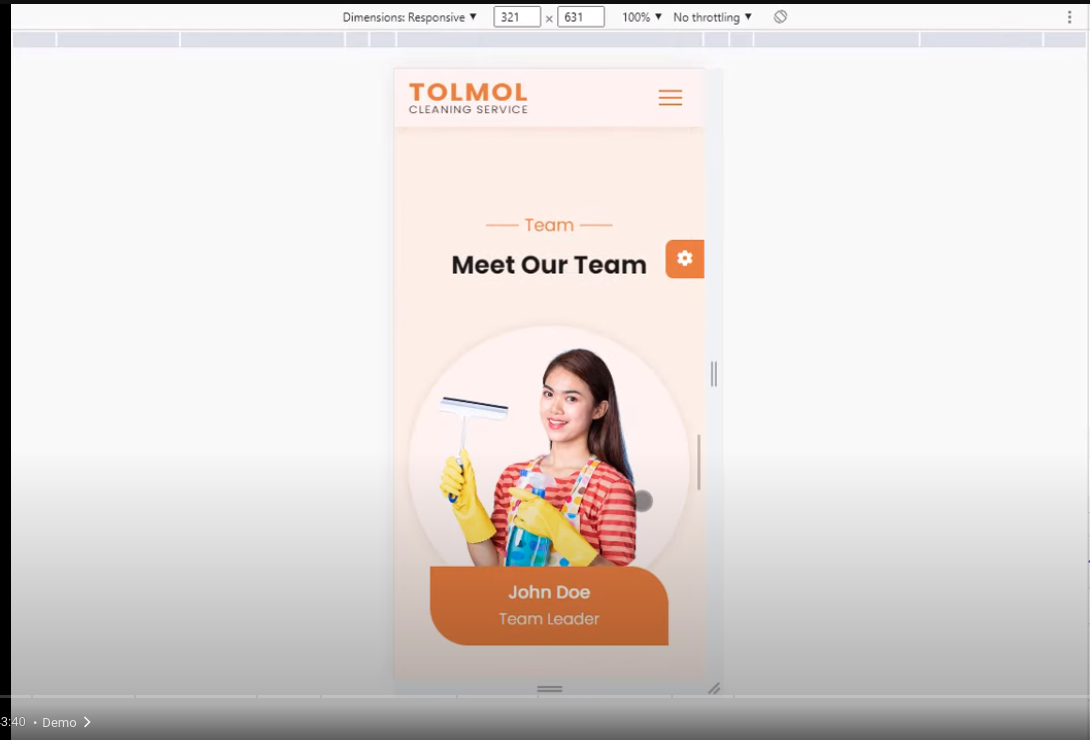 Dimensions: Responsive ▼ 321 × 631 100% ▼ No throttling ▼
TOLMOL
CLEANING SERVICE
Team
Meet Our Team
John Doe
Team Leader
3:40 • Demo